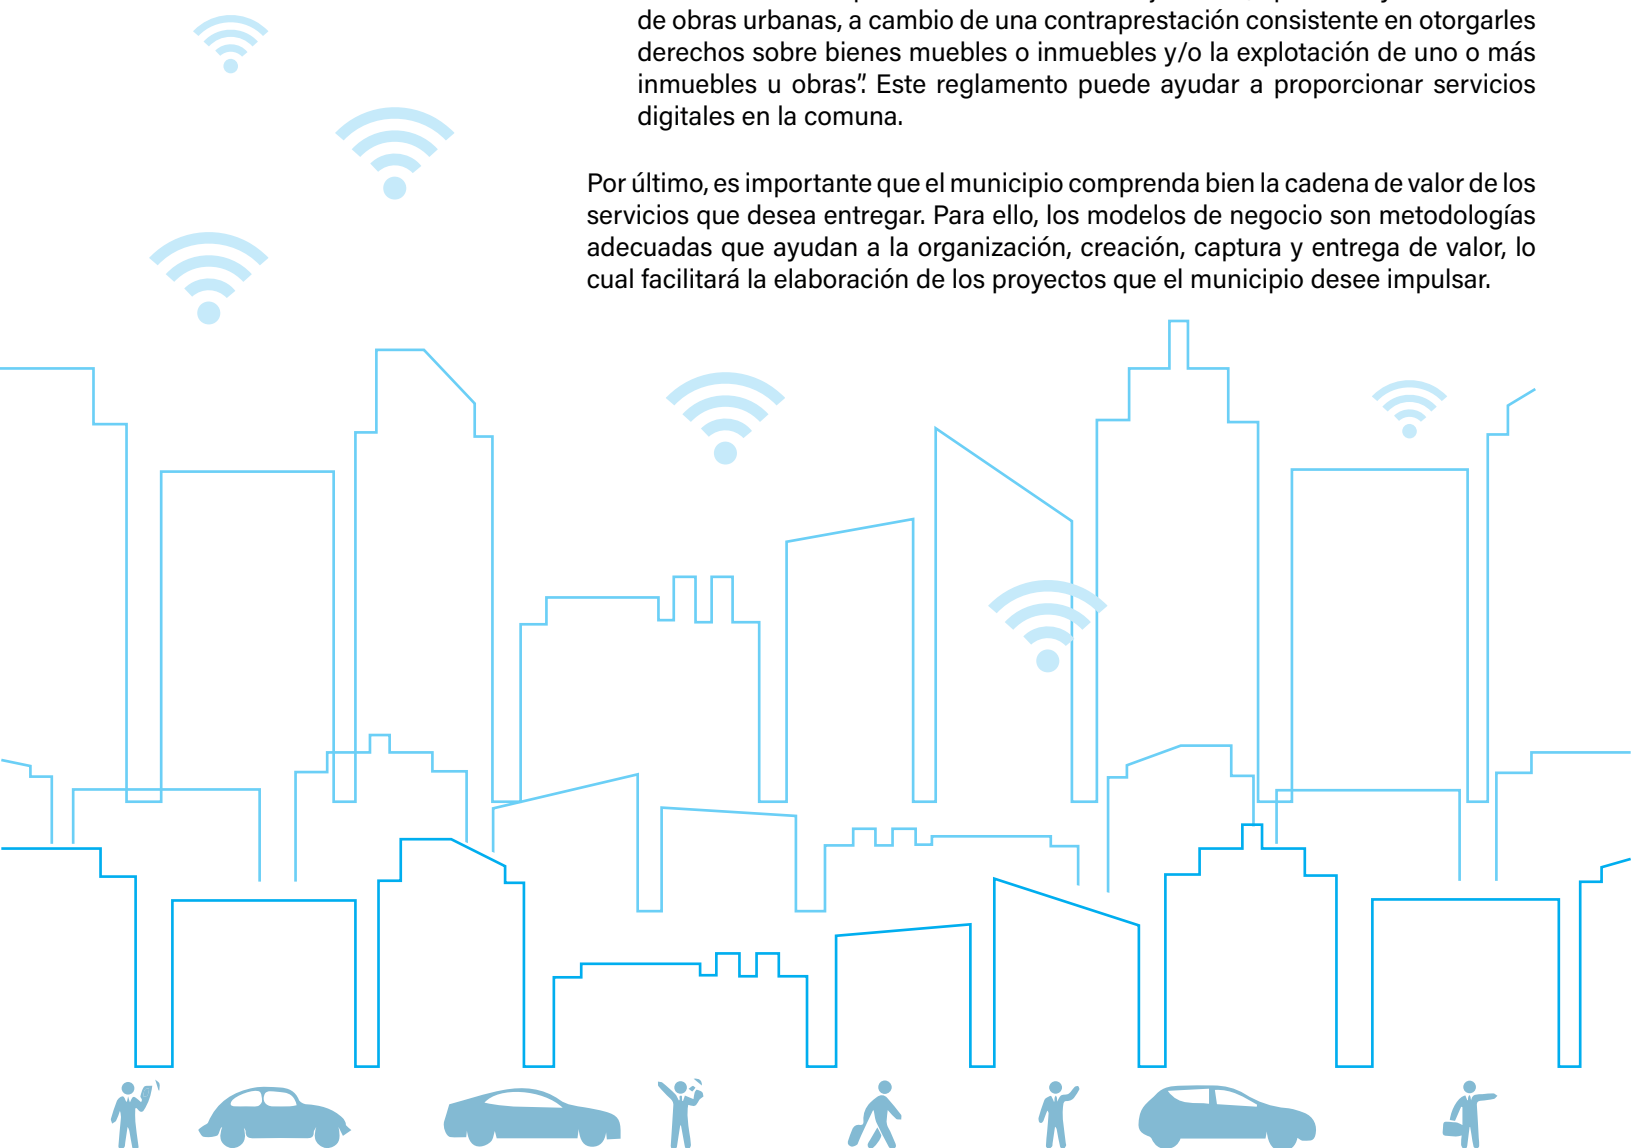 de obras urbanas, a cambio de una contraprestación consistente en otorgarles
derechos sobre bienes muebles o inmuebles y/o la explotación de uno o más
inmuebles u obras”. Este reglamento puede ayudar a proporcionar servicios
digitales en la comuna.
Por último, es importante que el municipio comprenda bien la cadena de valor de los
servicios que desea entregar. Para ello, los modelos de negocio son metodologías
adecuadas que ayudan a la organización, creación, captura y entrega de valor, lo
cual facilitará la elaboración de los proyectos que el municipio desee impulsar.